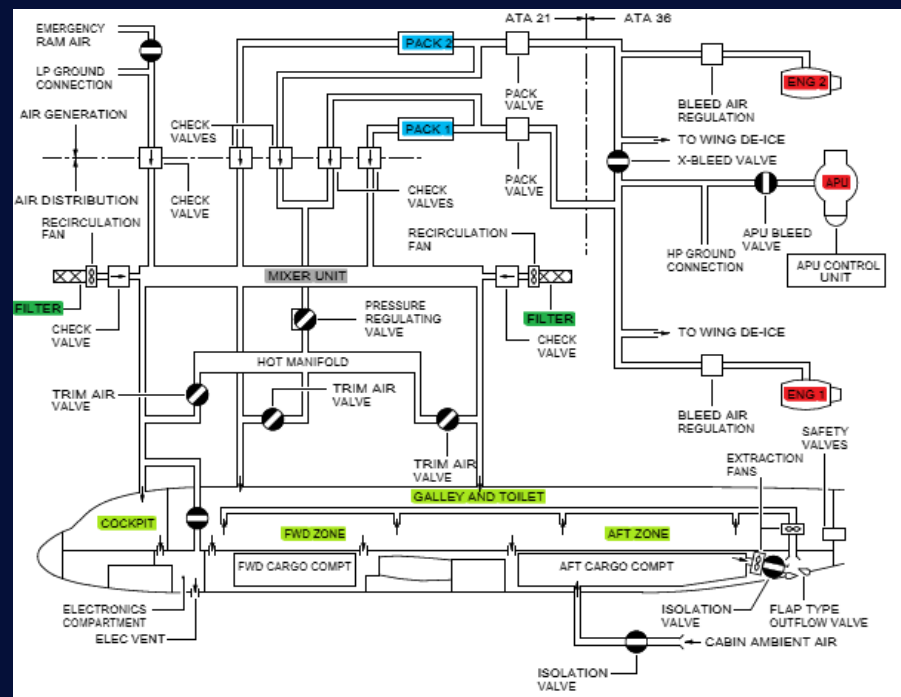 ATA 21
ATA 36
EMERGENCY
RAM AIR
LP GROUND
CONNECTION
AIR GENERATION
AIR DISTRIBUTION
CHECK
VALVES
CHECK
VALVE
CHECK
VALVES
PACK 2
PACK 1
PACK
VALVE
PACK
VALVE
BLEED AIR
REGULATION
ENG 2
TO WING DE-ICE
X-BLEED VALVE
APU
APU BLEED
VALVE
HP GROUND
CONNECTION
APU CONTROL
UNIT
RECIRCULATION
FAN
RECIRCULATION
FAN
FILTER
CHECK
VALVE
MIXER UNIT
FILTER
CHECK
VALVE
PRESSURE
REGULATING
VALVE
HOT MANIFOLD
TO WING DE-ICE
TRIM AIR
VALVE
TRIM AIR
VALVE
TRIM AIR
VALVE
BLEED AIR
REGULATION
ENG 1
SAFETY
VALVES
EXTRACTION
FANS
GALLEY AND TOILET
COCKPIT
FWD ZONE
AFT ZONE
FWD CARGO COMPT
AFT CARGO COMPT
ELECTRONICS
COMPARTMENT
ELEC VENT
ISOLATION
VALVE
FLAP TYPE
OUTFLOW VALVE
CABIN AMBIENT AIR
ISOLATION
VALVE